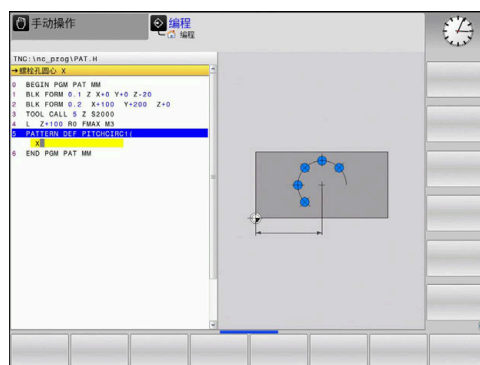 手动操作
编程
编程
TNC:\nc_prog\PAT.H
→螺栓孔圆心 X
0 BEGIN PGM PAT MM
1 BLK FORM 0.1 Z X+0 Y+0 Z-20
2 BLK FORM 0.2 X+100 Y+200 Z+0
3 TOOL CALL 5 Z S2000
4 L Z+100 R0 FMAX M3
5 PATTERN DEF PITCHCIRC1(
X
6 END PGM PAT MM